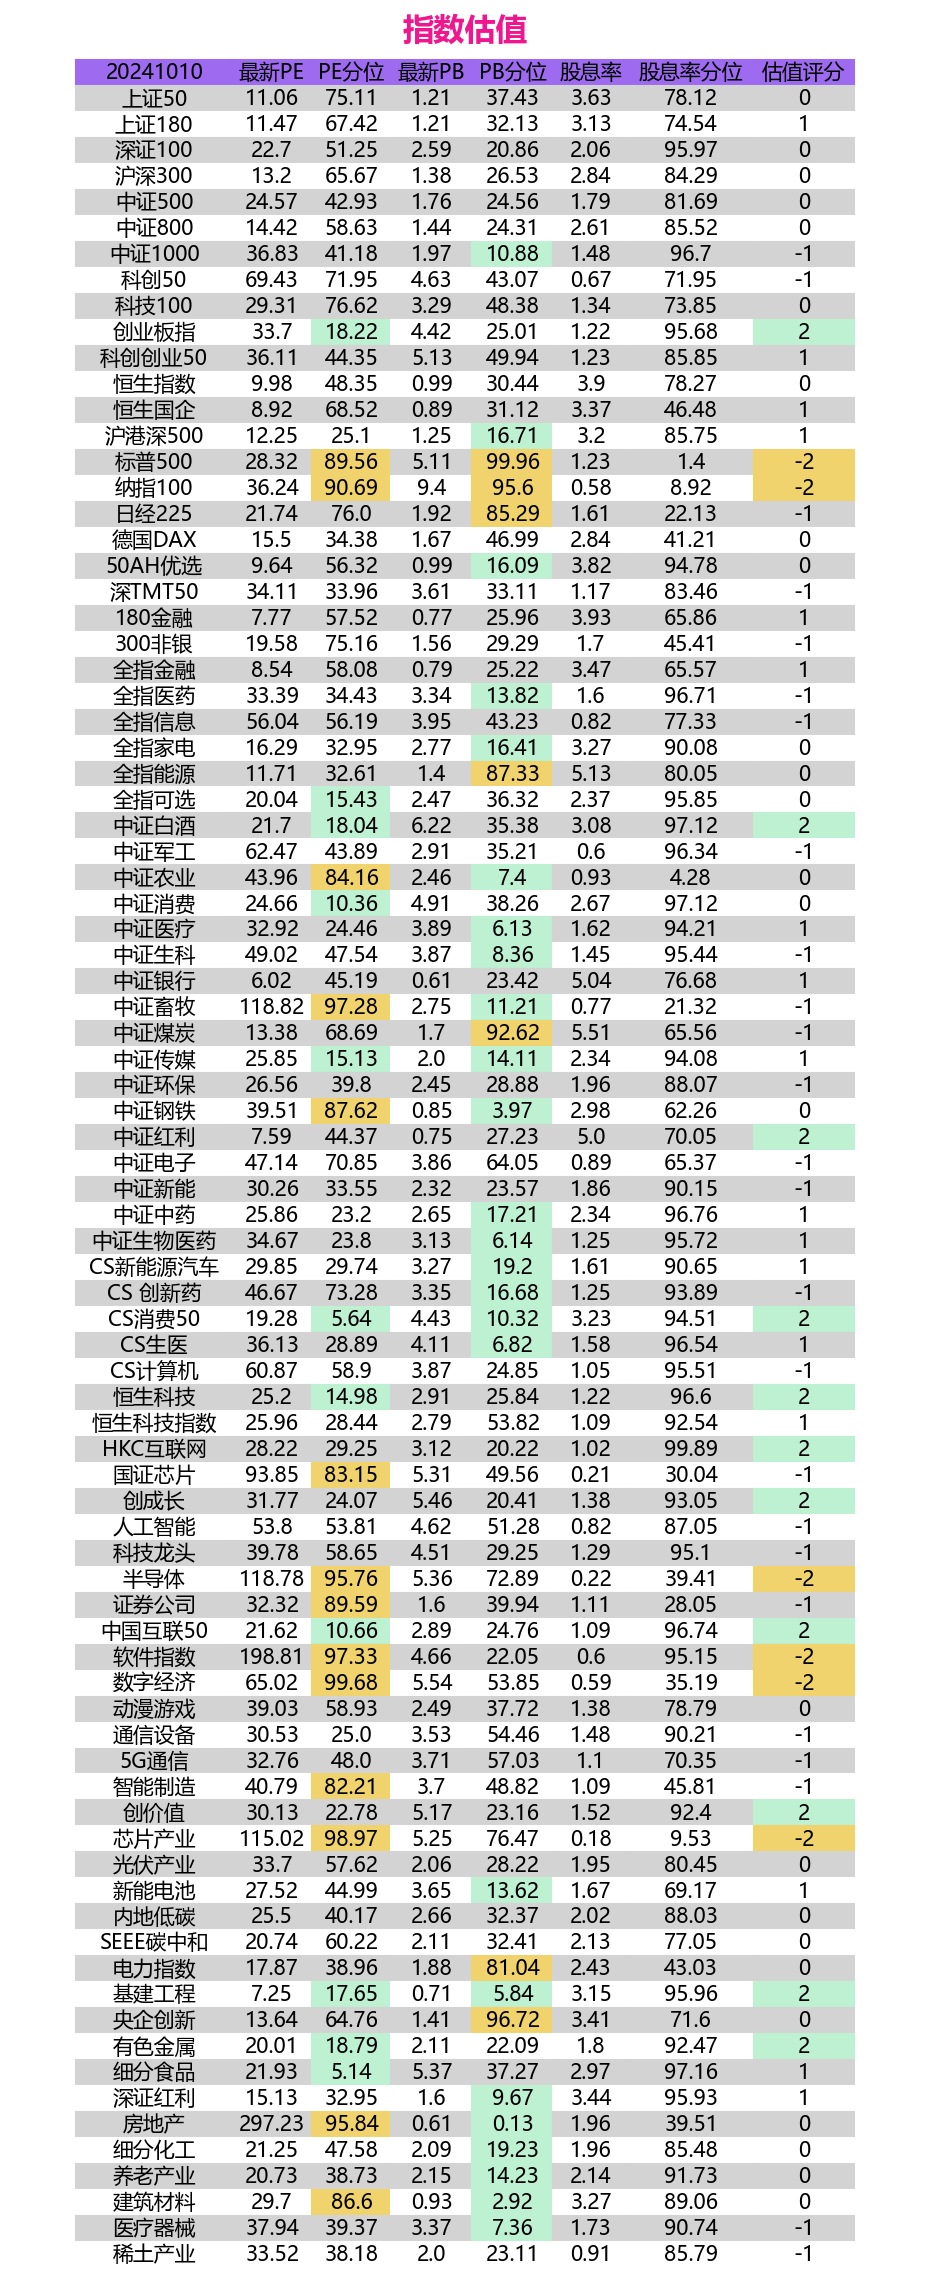 指数估值
20241010 最新PE PE分位 最新PB PB分位 股息率 股息率分位 估值评分
上证50 11.06 75.11 1.21 37.43 3.63 78.12 0
上证180 11.47 67.42 1.21 32.13 3.13 74.54 1
深证100 22.7 51.25 2.59 20.86 2.06 95.97 0
沪深300 13.2 65.67 1.38 26.53 2.84 84.29 0
中证500 24.57 42.93 1.76 24.56 1.79 81.69 0
中证800 14.42 58.63 1.44 24.31 2.61 85.52 0
中证1000 36.83 41.18 1.97 10.88 1.48 96.7 -1
科创50 69.43 71.95 4.63 43.07 0.67 71.95 -1
科技100 29.31 76.62 3.29 48.38 1.34 73.85 0
创业板指 33.7 18.22 4.42 25.01 1.22 95.68 2
科创创业50 36.11 44.35 5.13 49.94 1.23 85.85 1
恒生指数 9.98 48.35 0.99 30.44 3.9 78.27 0
恒生国企 8.92 68.52 0.89 31.12 3.37 46.48 1
沪港深500 12.25 25.1 1.25 16.71 3.2 85.75 1
标普500 28.32 89.56 5.11 99.96 1.23 1.4 -2
纳指100 36.24 90.69 9.4 95.6 0.58 8.92 -2
日经225 21.74 76.0 1.92 85.29 1.61 22.13 -1
德国DAX 15.5 34.38 1.67 46.99 2.84 41.21 0
50AH优选 9.64 56.32 0.99 16.09 3.82 94.78 0
深TMT50 34.11 33.96 3.61 33.11 1.17 83.46 -1
180金融 7.77 57.52 0.77 25.96 3.93 65.86 1
300非银 19.58 75.16 1.56 29.29 1.7 45.41 -1
全指金融 8.54 58.08 0.79 25.22 3.47 65.57 1
全指医药 33.39 34.43 3.34 13.82 1.6 96.71 -1
全指信息 56.04 56.19 3.95 43.23 0.82 77.33 -1
全指家电 16.29 32.95 2.77 16.41 3.27 90.08 0
全指能源 11.71 32.61 1.4 87.33 5.13 80.05 0
全指可选 20.04 15.43 2.47 36.32 2.37 95.85 0
中证白酒 21.7 18.04 6.22 35.38 3.08 97.12 2
中证军工 62.47 43.89 2.91 35.21 0.6 96.34 -1
中证农业 43.96 84.16 2.46 7.4 0.93 4.28 0
中证消费 24.66 10.36 4.91 38.26 2.67 97.12 0
中证医疗 32.92 24.46 3.89 6.13 1.62 94.21 1
中证生科 49.02 47.54 3.87 8.36 1.45 95.44 -1
中证银行 6.02 45.19 0.61 23.42 5.04 76.68 1
中证畜牧 118.82 97.28 2.75 11.21 0.77 21.32 -1
中证煤炭 13.38 68.69 1.7 92.62 5.51 65.56 -1
中证传媒 25.85 15.13 2.0 14.11 2.34 94.08 1
中证环保 26.56 39.8 2.45 28.88 1.96 88.07 -1
中证钢铁 39.51 87.62 0.85 3.97 2.98 62.26 0
中证红利 7.59 44.37 0.75 27.23 5.0 70.05 2
中证电子 47.14 70.85 3.86 64.05 0.89 65.37 -1
中证新能 30.26 33.55 2.32 23.57 1.86 90.15 -1
中证中药 25.86 23.2 2.65 17.21 2.34 96.76 1
中证生物医药 34.67 23.8 3.13 6.14 1.25 95.72 1
CS新能源汽车 29.85 29.74 3.27 19.2 1.61 90.65 1
CS 创新药 46.67 73.28 3.35 16.68 1.25 93.89 -1
CS消费50 19.28 5.64 4.43 10.32 3.23 94.51 2
CS生医 36.13 28.89 4.11 6.82 1.58 96.54 1
CS计算机 60.87 58.9 3.87 24.85 1.05 95.51 -1
恒生科技 25.2 14.98 2.91 25.84 1.22 96.6 2
恒生科技指数 25.96 28.44 2.79 53.82 1.09 92.54 1
HKC互联网 28.22 29.25 3.12 20.22 1.02 99.89 2
国证芯片 93.85 83.15 5.31 49.56 0.21 30.04 -1
创成长 31.77 24.07 5.46 20.41 1.38 93.05 2
人工智能 53.8 53.81 4.62 51.28 0.82 87.05 -1
科技龙头 39.78 58.65 4.51 29.25 1.29 95.1 -1
半导体 118.78 95.76 5.36 72.89 0.22 39.41 -2
证券公司 32.32 89.59 1.6 39.94 1.11 28.05 -1
中国互联50 21.62 10.66 2.89 24.76 1.09 96.74 2
软件指数 198.81 97.33 4.66 22.05 0.6 95.15 -2
数字经济 65.02 99.68 5.54 53.85 0.59 35.19 -2
动漫游戏 39.03 58.93 2.49 37.72 1.38 78.79 0
通信设备 30.53 25.0 3.53 54.46 1.48 90.21 -1
5G通信 32.76 48.0 3.71 57.03 1.1 70.35 -1
智能制造 40.79 82.21 3.7 48.82 1.09 45.81 -1
创价值 30.13 22.78 5.17 23.16 1.52 92.4 2
芯片产业 115.02 98.97 5.25 76.47 0.18 9.53 -2
光伏产业 33.7 57.62 2.06 28.22 1.95 80.45 0
新能电池 27.52 44.99 3.65 13.62 1.67 69.17 1
内地低碳 25.5 40.17 2.66 32.37 2.02 88.03 0
SEEE碳中和 20.74 60.22 2.11 32.41 2.13 77.05 0
电力指数 17.87 38.96 1.88 81.04 2.43 43.03 0
基建工程 7.25 17.65 0.71 5.84 3.15 95.96 2
央企创新 13.64 64.76 1.41 96.72 3.41 71.6 0
有色金属 20.01 18.79 2.11 22.09 1.8 92.47 2
细分食品 21.93 5.14 5.37 37.27 2.97 97.16 1
深证红利 15.13 32.95 1.6 9.67 3.44 95.93 1
房地产 297.23 95.84 0.61 0.13 1.96 39.51 0
细分化工 21.25 47.58 2.09 19.23 1.96 85.48 0
养老产业 20.73 38.73 2.15 14.23 2.14 91.73 0
建筑材料 29.7 86.6 0.93 2.92 3.27 89.06 0
医疗器械 37.94 39.37 3.37 7.36 1.73 90.74 -1
稀土产业 33.52 38.18 2.0 23.11 0.91 85.79 -1